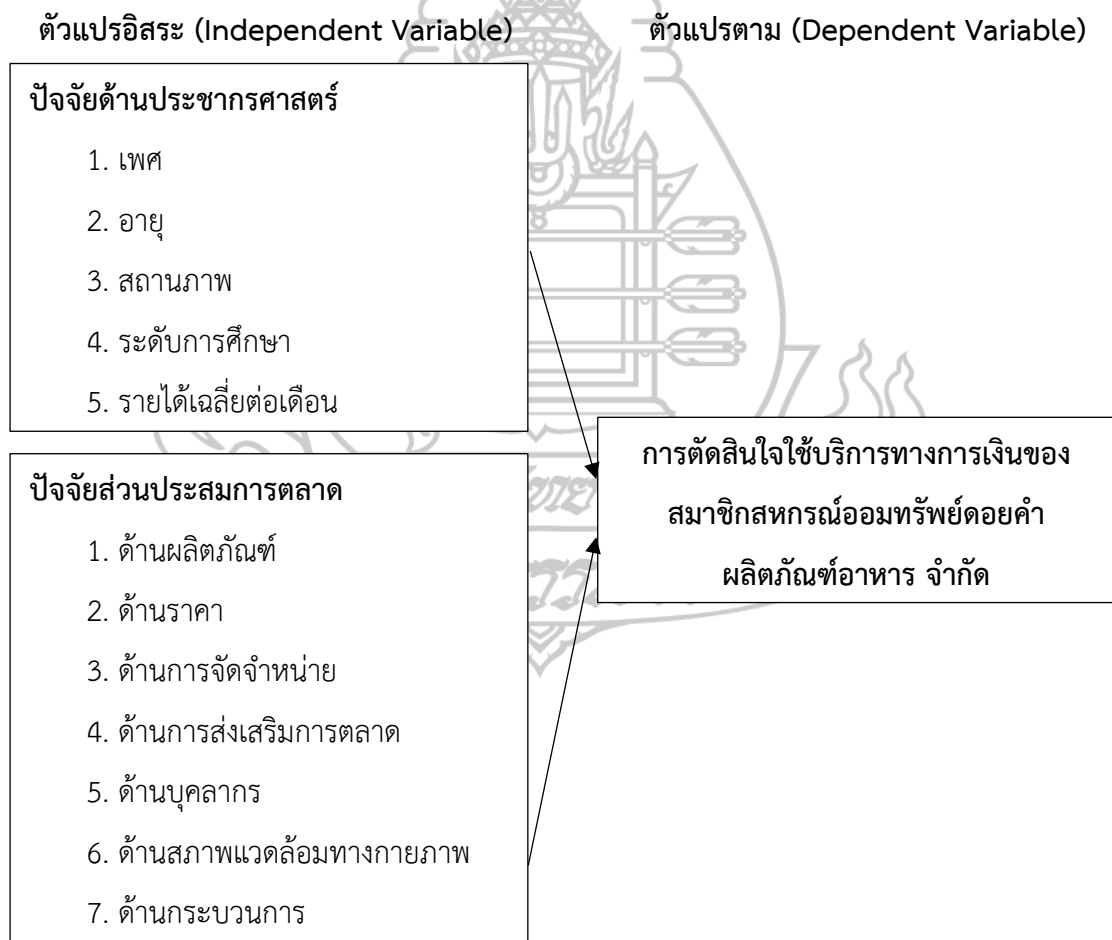 ตัวแปรอิสระ (Independent Variable)
ตัวแปรตาม (Dependent Variable)
ปัจจัยด้านประชากรศาสตร์
1. เพศ
2. อายุ
3. สถานภาพ
4. ระดับการศึกษา
5. รายได้เฉลี่ยต่อเดือน
ปัจจัยส่วนประสมการตลาด
1. ด้านผลิตภัณฑ์
2. ด้านราคา
3. ด้านการจัดจำหน่าย
4. ด้านการส่งเสริมการตลาด
5. ด้านบุคลากร
6. ด้านสภาพแวดล้อมทางกายภาพ
7. ด้านกระบวนการ
การตัดสินใจใช้บริการทางการเงินของ
สมาชิกสหกรณ์ออมทรัพย์ดอยคำ
ผลิตภัณฑ์อาหาร จำกัด